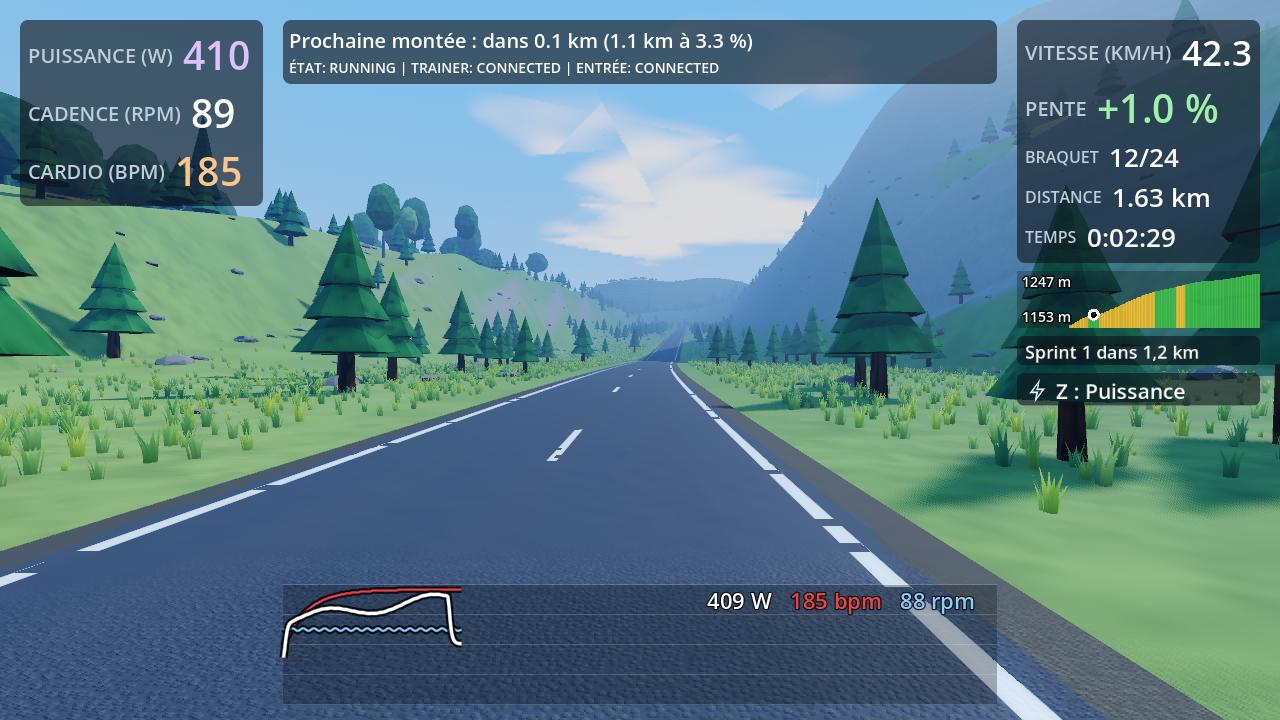 PUISSANCE (W) 410
CADENCE (RPM) 89
CARDIO (BPM) 185
Prochaine montée : dans 0.1 km (1.1 km à 3.3 %)
ÉTAT: RUNNING | TRAINER: CONNECTED | ENTRÉE: CONNECTED
VITESSE (KM/H) 42.3
PENTE +1.0 %
BRAQUET 12/24
DISTANCE 1.63 km
TEMPS 0:02:29
1247 m
1153 m
Sprint 1 dans 1,2 km
Z : Puissance
409 W 185 bpm 88 rpm